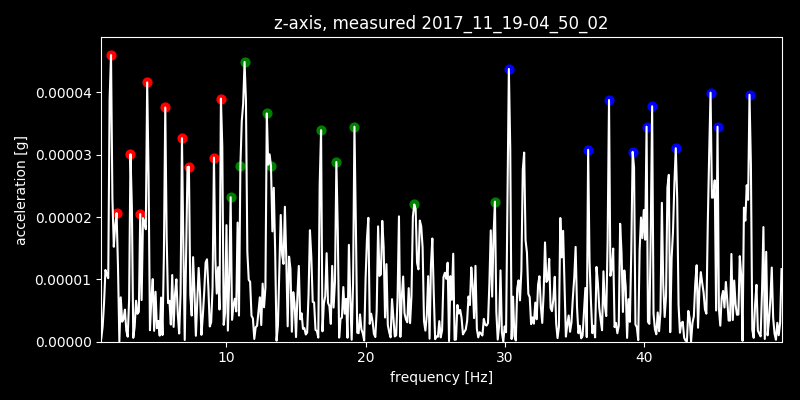 z-axis, measured 2017_11_19-04_50_02
0.00004
0.00003
0.00002
0.00001
0.00000
acceleration [g]
10 20 30 40
frequency [Hz]